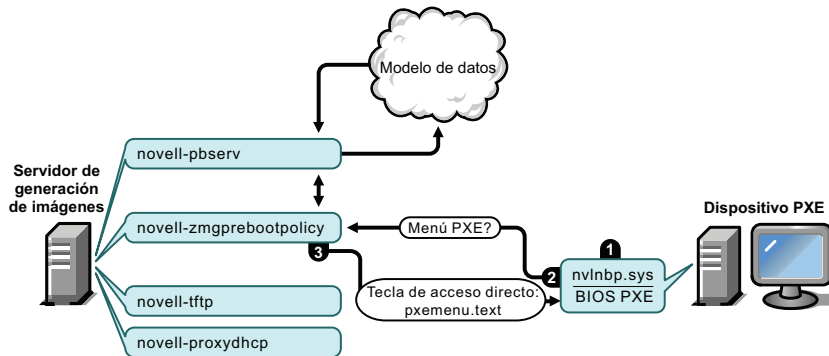 Modelo de datos
novell-pbserv
Servidor de
generación
de imágenes
novell-zmgprebootpolicy
3
Menú PXE?
Dispositivo PXE
1
2
nvlnbp.sys
BIOS PXE
Tecla de acceso directo:
pxemenu.text
novell-tftp
novell-proxydhcp